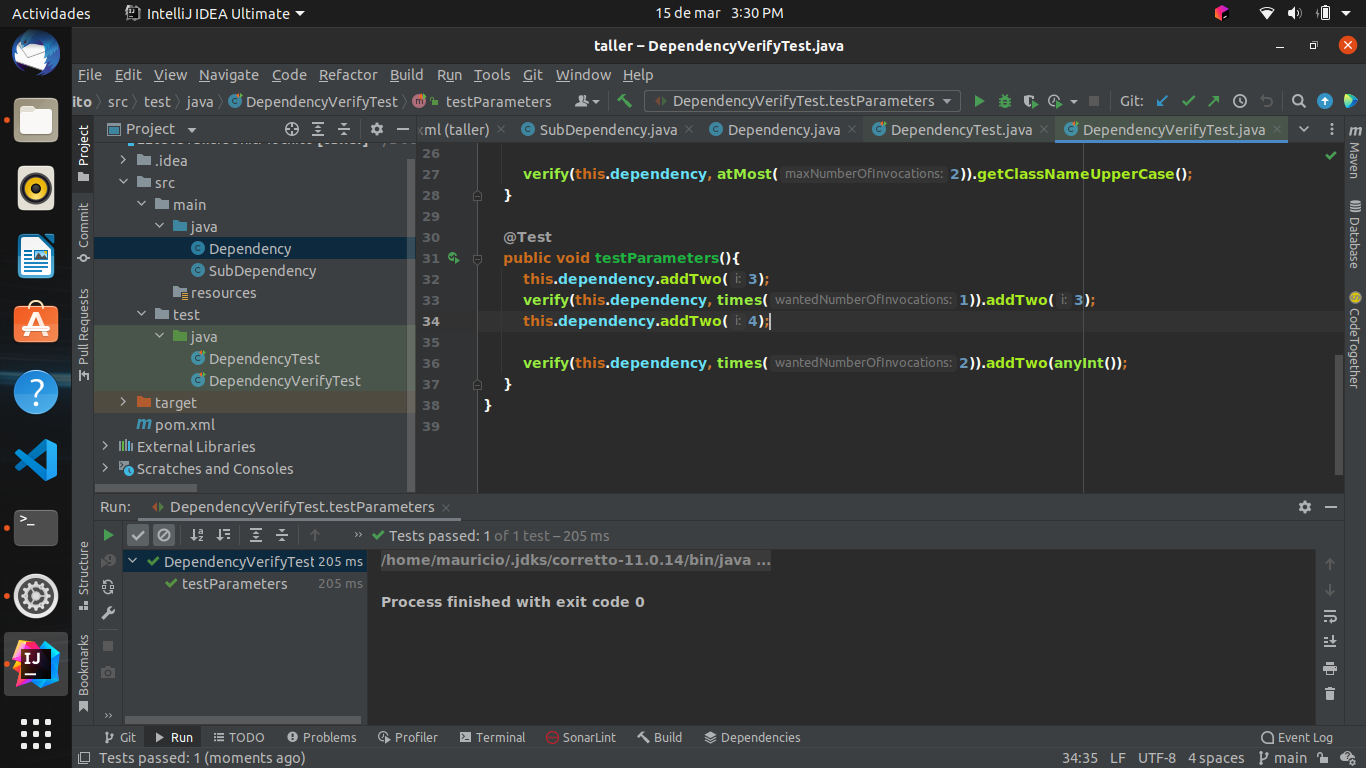 Actividades IntelliJ IDEA Ultimate 15 de mar 3:30 PM
taller – DependencyVerifyTest.java
File Edit View Navigate Code Refactor Build Run Tools Git Window Help
ito src test java DependencyVerifyTest testParameters DependencyVerifyTest.testParameters Git:
Project
xml (taller) SubDependency.java Dependency.java DependencyTest.java DependencyVerifyTest.java
.idea
src
main
java
Dependency
SubDependency
resources
test
java
DependencyTest
DependencyVerifyTest
target
pom.xml
External Libraries
Scratches and Consoles
26
27 verify(this.dependency, atMost( maxNumberOfInvocations: 2)).getClassNameUpperCase();
28 }
29
30 @Test
31 public void testParameters(){
32 this.dependency.addTwo( i: 3);
33 verify(this.dependency, times( wantedNumberOfInvocations: 1)).addTwo( i: 3);
34 this.dependency.addTwo( i: 4);
35
36 verify(this.dependency, times( wantedNumberOfInvocations: 2)).addTwo(anyInt());
37 }
38 }
39
Project
Commit
Pull Requests
Structure
Bookmarks
m
Maven
Database
CodeTogether
Run: DependencyVerifyTest.testParameters
Tests passed: 1 of 1 test – 205 ms
DependencyVerifyTest 205 ms
testParameters 205 ms
/home/mauricio/.jdks/corretto-11.0.14/bin/java ...
Process finished with exit code 0
Git Run TODO Problems Profiler Terminal SonarLint Build Dependencies Event Log
Tests passed: 1 (moments ago) 34:35 LF UTF-8 4 spaces main